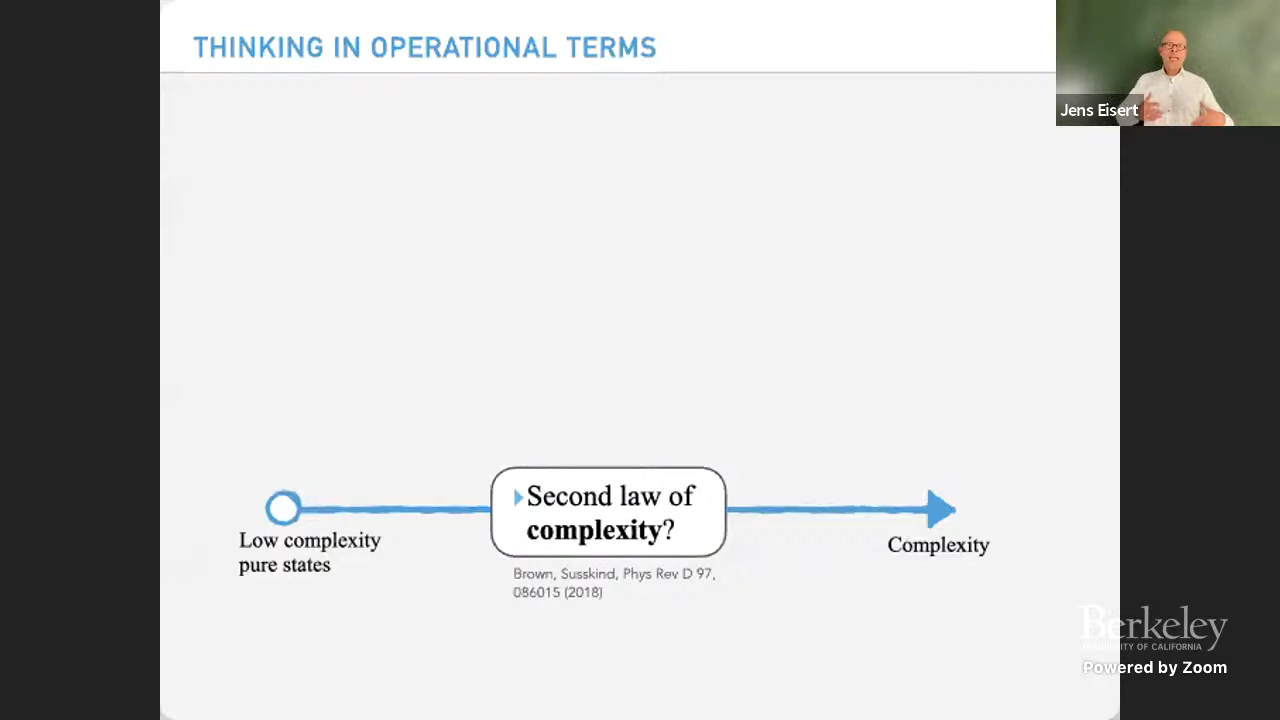 THINKING IN OPERATIONAL TERMS
Jens Eisert
Second law of
complexity?
Low complexity
pure states
Complexity
Brown, Susskind, Phys Rev D 97,
086015 (2018)
Berkeley
UNIVERSITY OF CALIFORNIA
Powered by Zoom